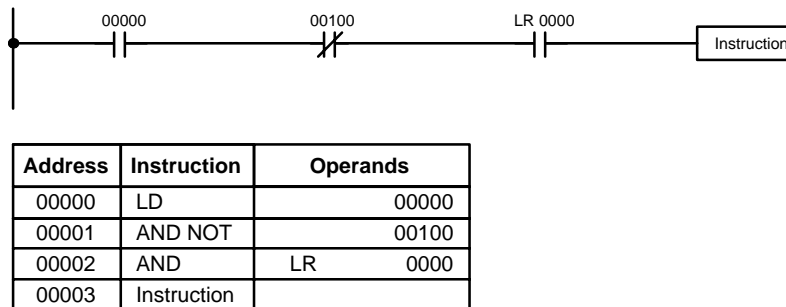 00000 00100 LR 0000
Instruction
Address Instruction Operands
00000 LD 00000
00001 AND NOT 00100
00002 AND LR 0000
00003 Instruction